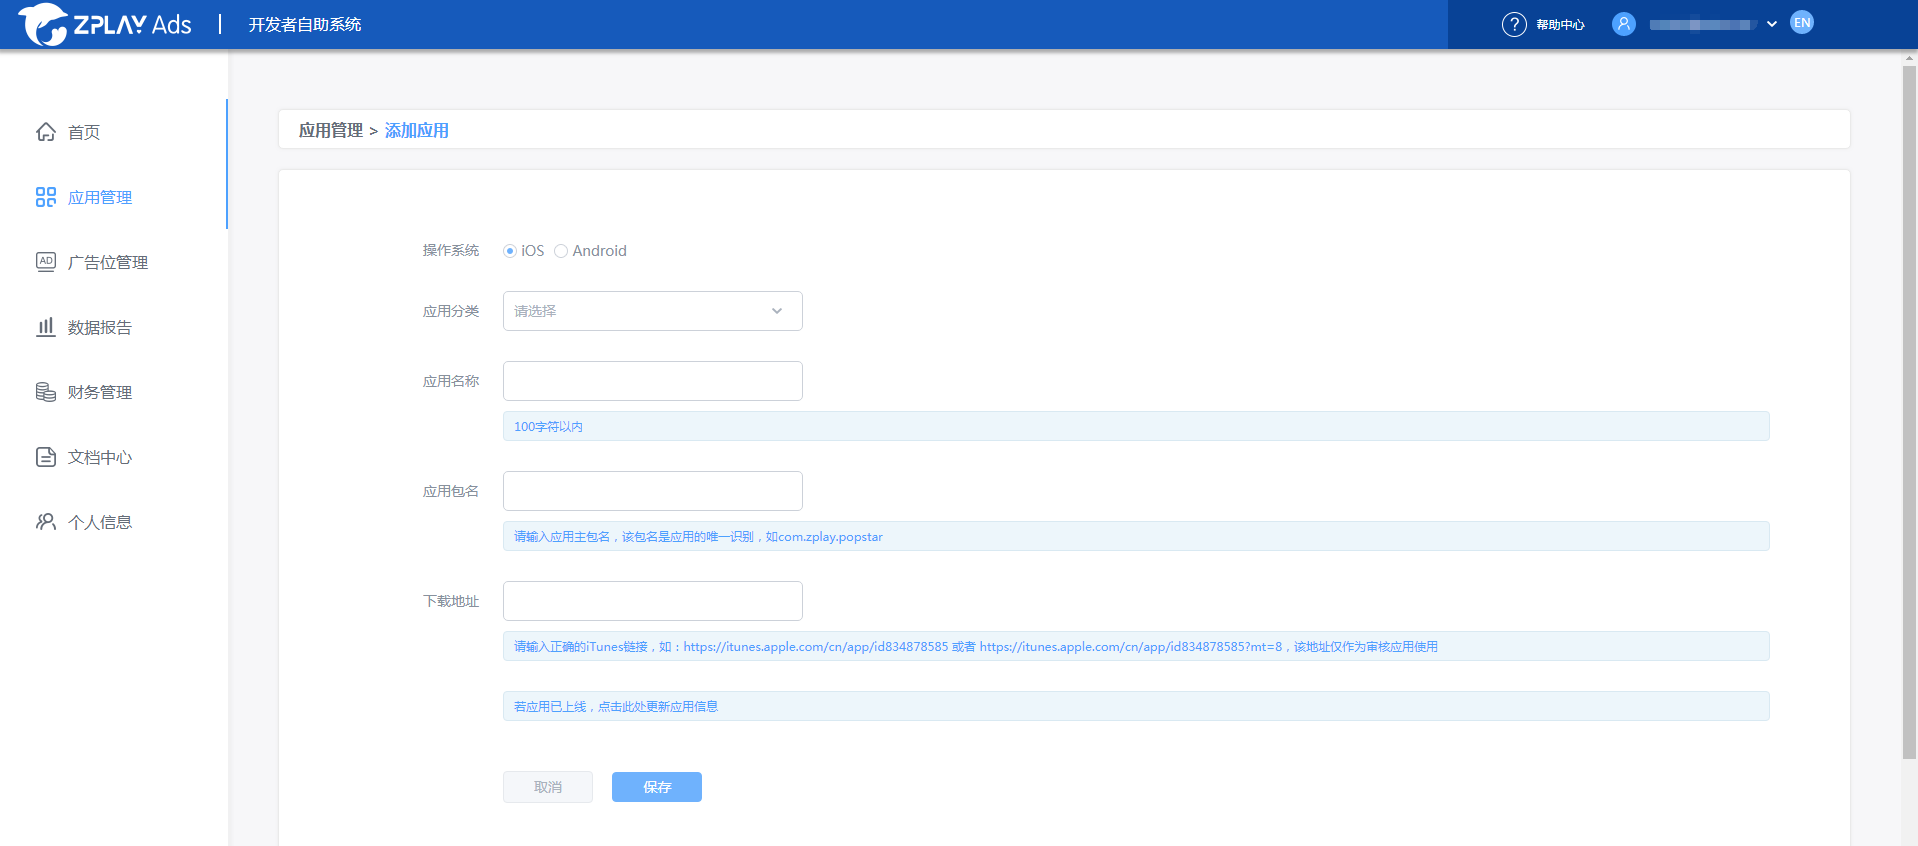 ZPLAY Ads | 开发者自助系统
? 帮助中心
EN
首页
应用管理
AD 广告位管理
数据报告
财务管理
文档中心
个人信息
应用管理 > 添加应用
操作系统 iOS Android
应用分类 请选择
应用名称
100字符以内
应用包名
请输入应用主包名，该包名是应用的唯一识别，如com.zplay.popstar
下载地址
请输入正确的iTunes链接，如：https://itunes.apple.com/cn/app/id834878585 或者 https://itunes.apple.com/cn/app/id834878585?mt=8，该地址仅作为审核应用使用
若应用已上线，点击此处更新应用信息
取消 保存